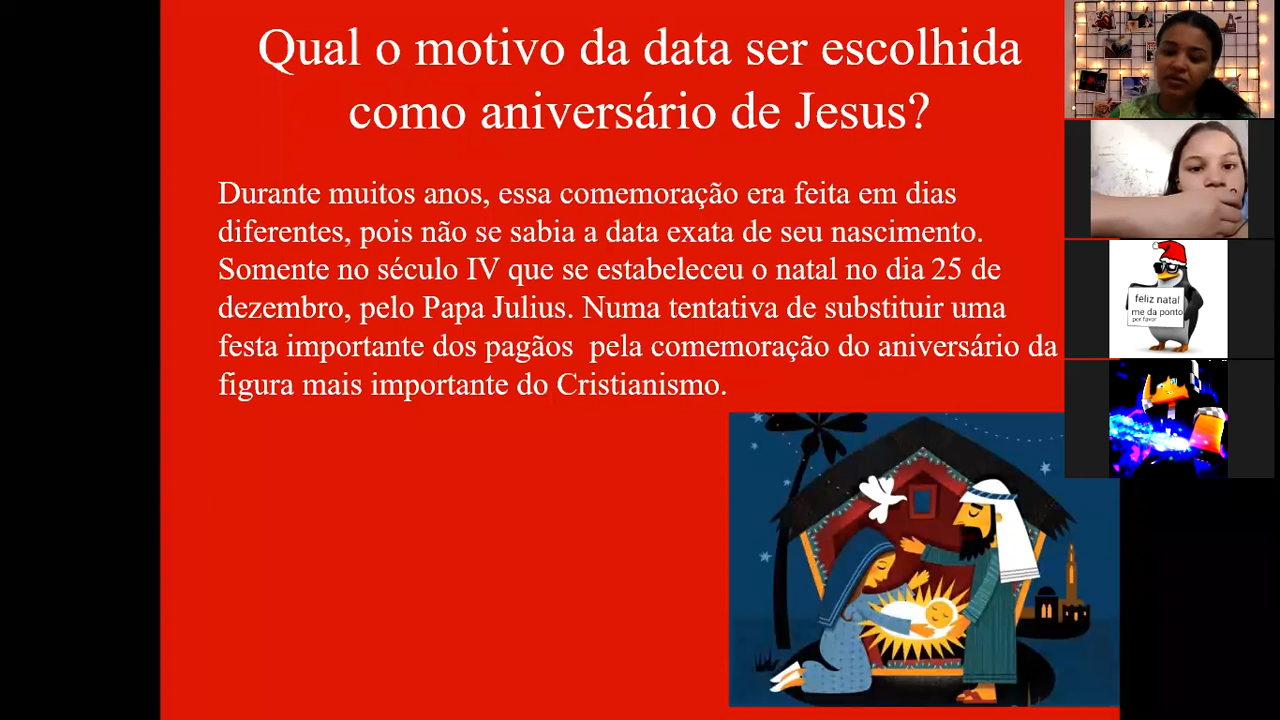 Qual o motivo da data ser escolhida
como aniversário de Jesus?
Durante muitos anos, essa comemoração era feita em dias
diferentes, pois não se sabia a data exata de seu nascimento.
Somente no século IV que se estabeleceu o natal no dia 25 de
dezembro, pelo Papa Julius. Numa tentativa de substituir uma
festa importante dos pagãos pela comemoração do aniversário da
figura mais importante do Cristianismo.
feliz natal
me da ponto
por favor